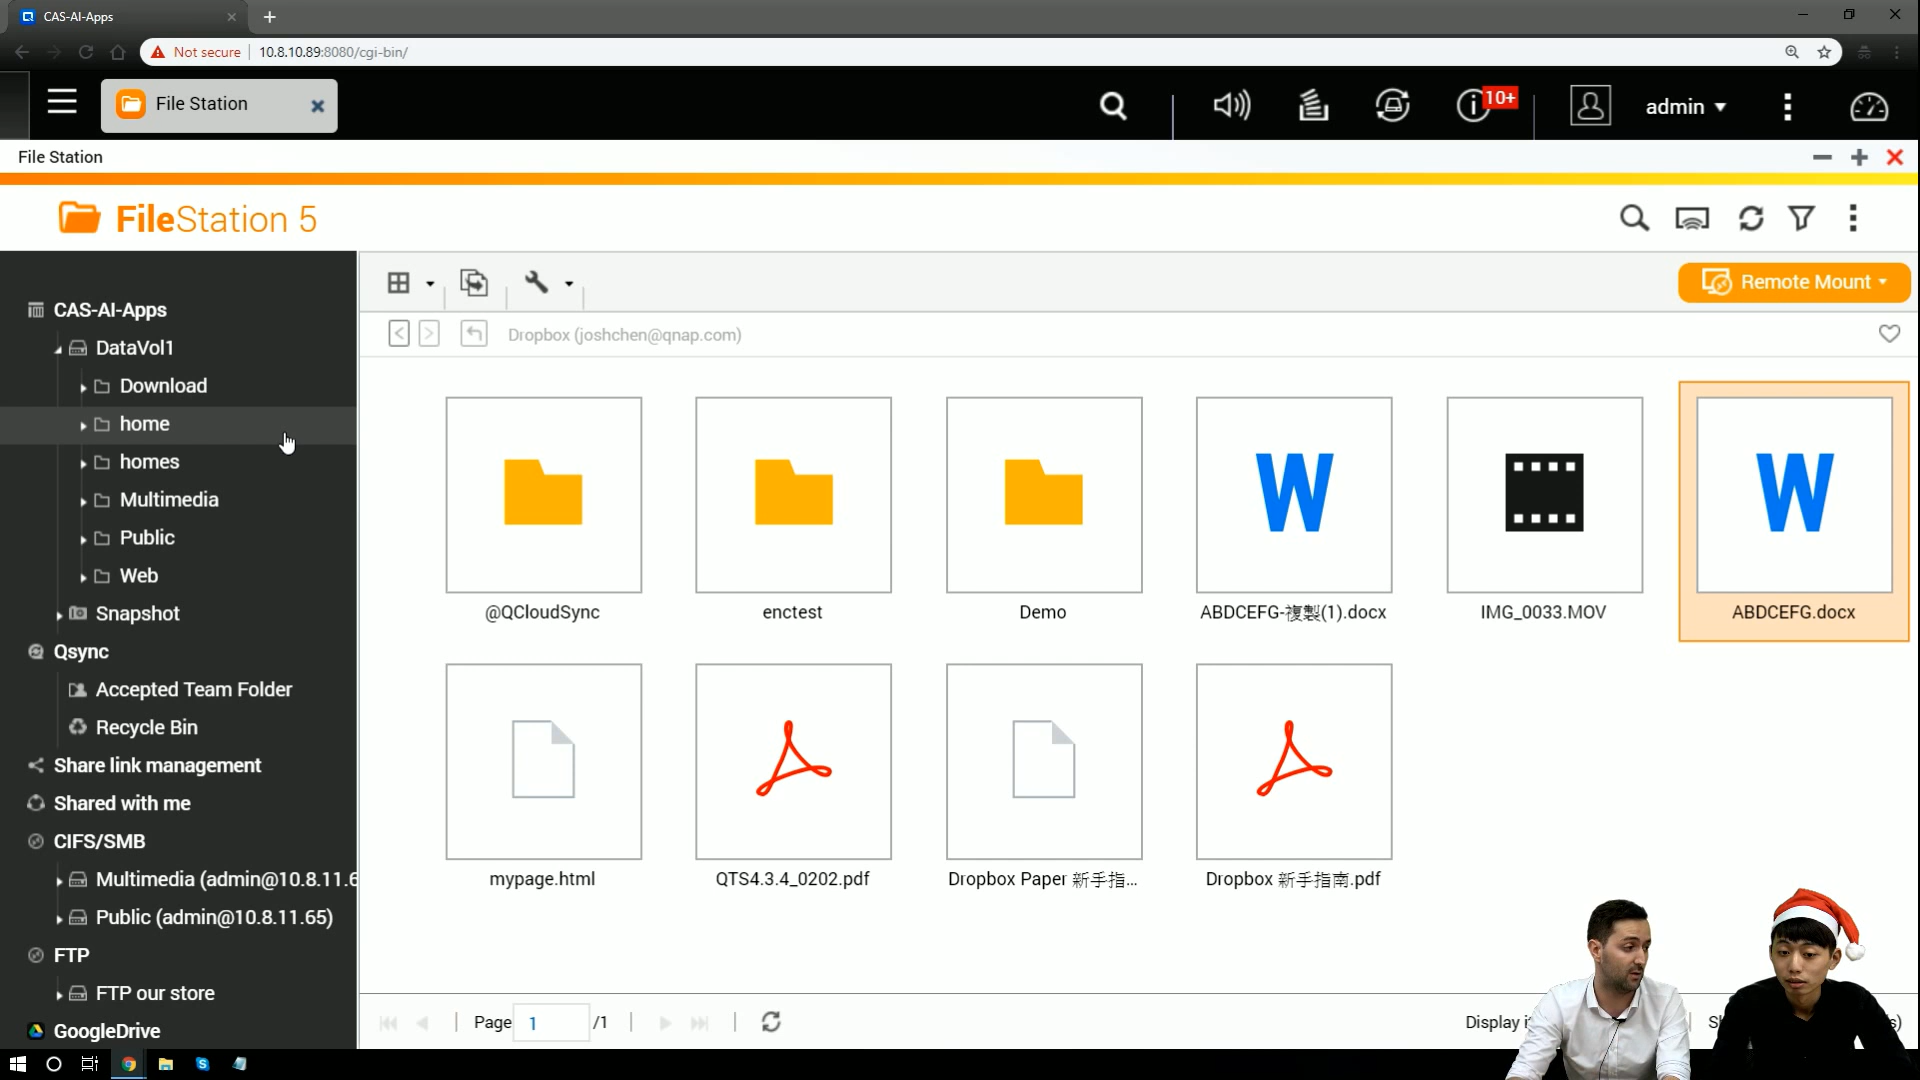 CAS-AI-Apps
Not secure
10.8.10.89:8080/cgi-bin/
File Station
10+
admin
File Station
FileStation 5
Remote Mount
Dropbox (joshchen@qnap.com)
CAS-AI-Apps
DataVol1
Download
home
homes
Multimedia
Public
Web
Snapshot
Qsync
Accepted Team Folder
Recycle Bin
Share link management
Shared with me
CIFS/SMB
Multimedia (admin@10.8.11.6
Public (admin@10.8.11.65)
FTP
FTP our store
GoogleDrive
@QCloudSync
enctest
Demo
ABDCEFG-複製(1).docx
IMG_0033.MOV
ABDCEFG.docx
mypage.html
QTS4.3.4_0202.pdf
Dropbox Paper 新手指...
Dropbox 新手指南.pdf
Page 1 /1
Display